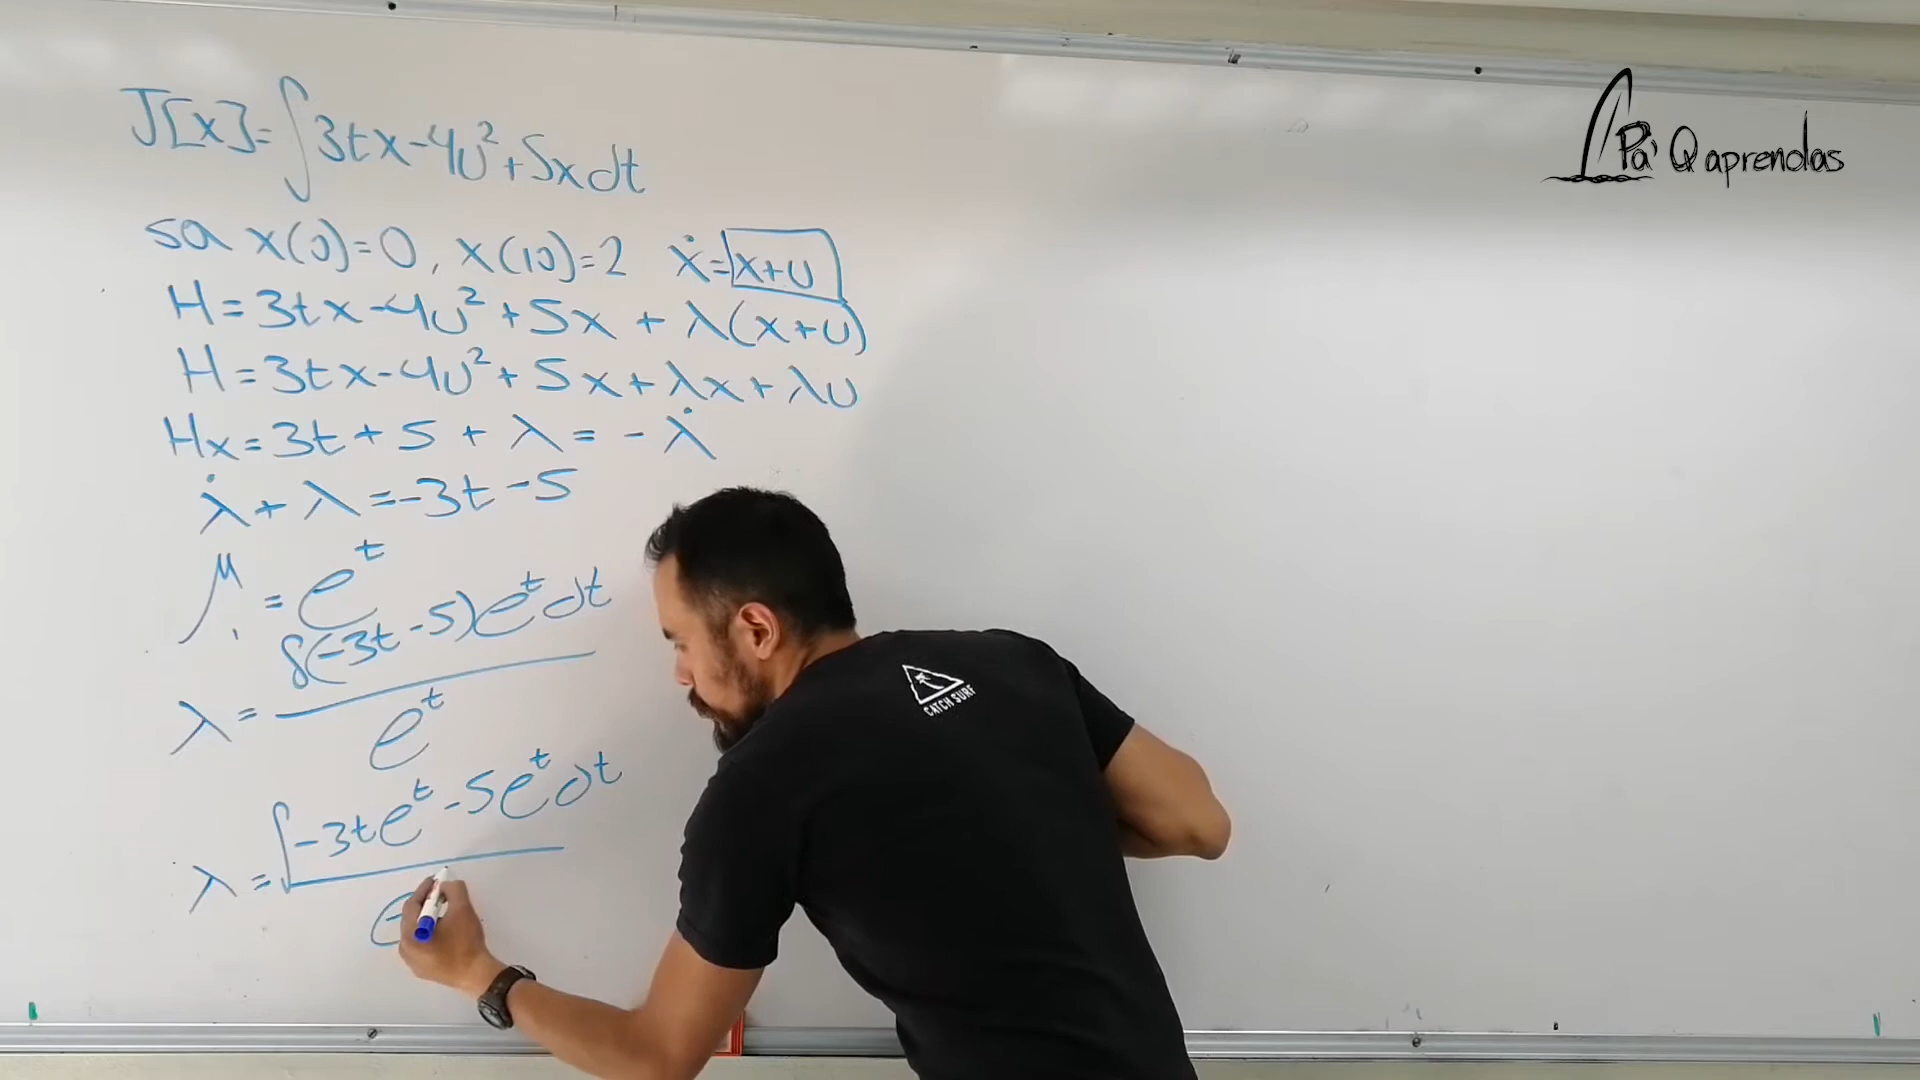 J[x]=∫3tx-4u²+5x dt
sa x(0)=0, x(10)=2 ẋ=x+u
H=3tx-4u²+5x+λ(x+u)
H=3tx-4u²+5x+λx+λu
Hx=3t+5+λ=-λ̇
λ̇+λ=-3t-5
μ=e^t
λ=∫(-3t-5)e^t dt/e^t
λ=∫-3te^t-5e^t dt/e
Pa' Q aprendas
CATCH SURF